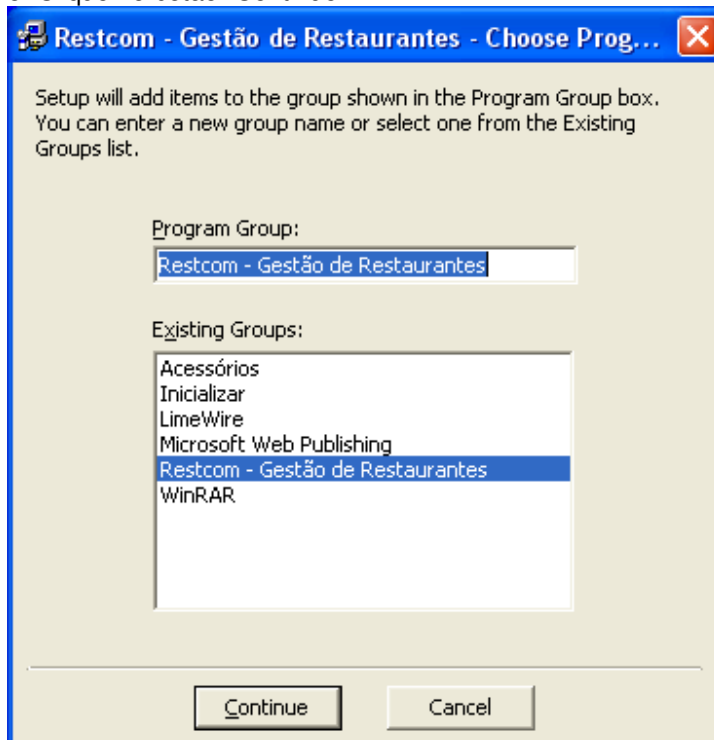 Restcom - Gestão de Restaurantes - Choose Prog...
Setup will add items to the group shown in the Program Group box.
You can enter a new group name or select one from the Existing
Groups list.
Program Group:
Restcom - Gestão de Restaurantes
Existing Groups:
Acessórios
Inicializar
LimeWire
Microsoft Web Publishing
Restcom - Gestão de Restaurantes
WinRAR
Continue
Cancel